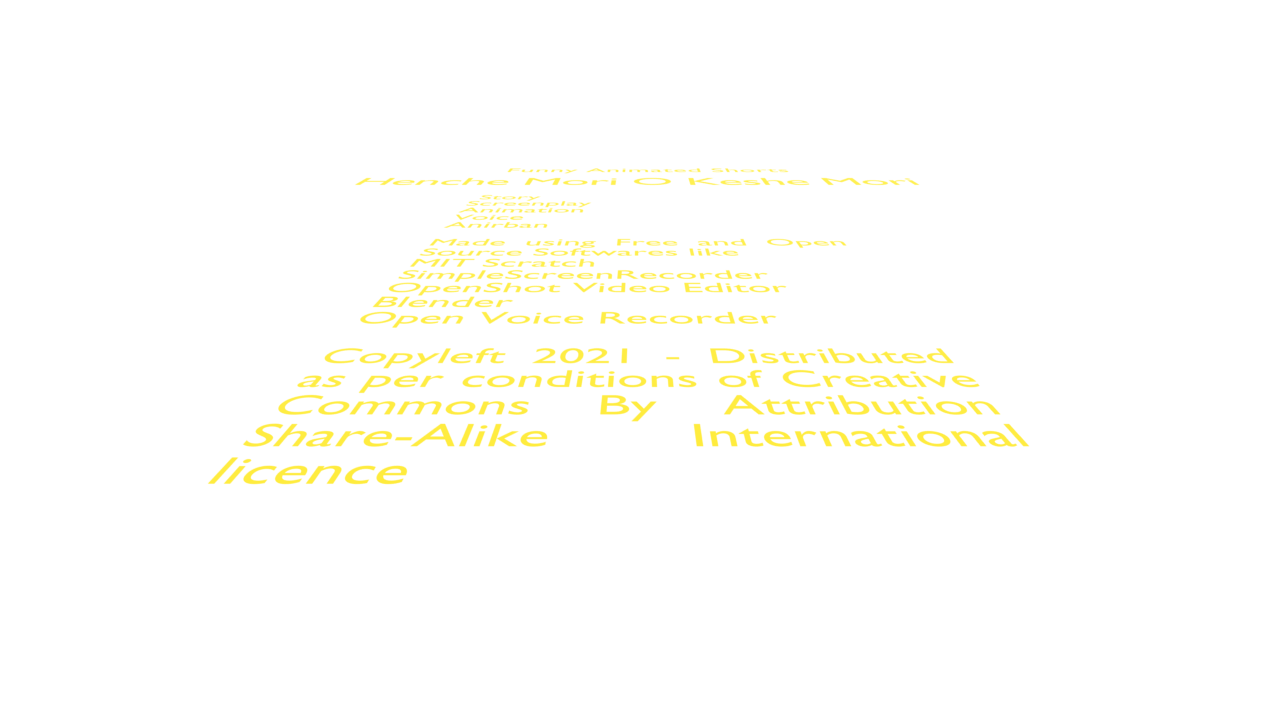 Funny Animated Shorts
Henche Mori O Keshe Mori
Story
Screenplay
Animation
Voice
Anirban
Made using Free and Open
Source Softwares like
MIT Scratch
SimpleScreenRecorder
OpenShot Video Editor
Blender
Open Voice Recorder
Copyleft 2021 - Distributed
as per conditions of Creative
Commons By Attribution
Share-Alike International
licence